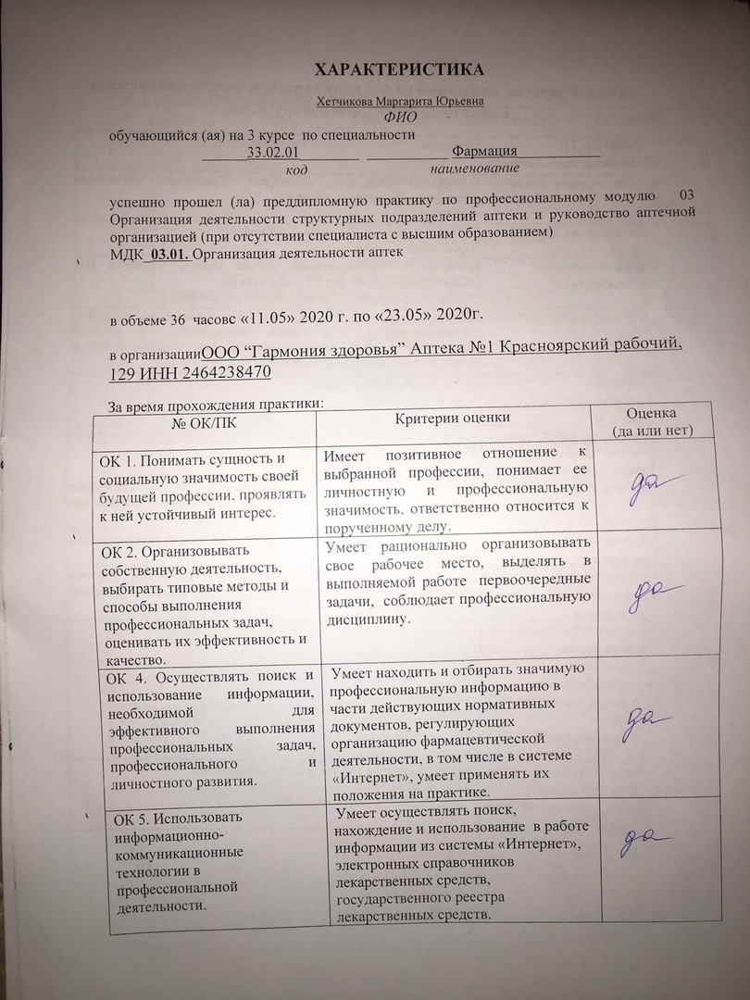 ХАРАКТЕРИСТИКА
Хетчикова Маргарита Юрьевна
ФИО
обучающийся (ая) на 3 курсе по специальности
33.02.01 Фармация
код наименование
успешно прошел (ла) преддипломную практику по профессиональному модулю 03
Организация деятельности структурных подразделений аптеки и руководство аптечной
организацией (при отсутствии специалиста с высшим образованием)
МДК 03.01. Организация деятельности аптек
в объеме 36 часовс «11.05» 2020 г. по «23.05» 2020г.
в организацииООО “Гармония здоровья” Аптека №1 Красноярский рабочий,
129 ИНН 2464238470
За время прохождения практики:
№ ОК/ПК
Критерии оценки
Оценка
(да или нет)
ОК 1. Понимать сущность и
социальную значимость своей
будущей профессии. проявлять
к ней устойчивый интерес.
Имеет позитивное отношение к
выбранной профессии, понимает ее
личностную и профессиональную
значимость, ответственно относится к
порученному делу.
да
ОК 2. Организовывать
собственную деятельность,
выбирать типовые методы и
способы выполнения
профессиональных задач,
оценивать их эффективность и
качество.
Умеет рационально организовывать
свое рабочее место, выделять в
выполняемой работе первоочередные
задачи, соблюдает профессиональную
дисциплину.
да
ОК 4. Осуществлять поиск и
использование информации,
необходимой для
эффективного выполнения
профессиональных задач,
профессионального и
личностного развития.
Умеет находить и отбирать значимую
профессиональную информацию в
части действующих нормативных
документов, регулирующих
организацию фармацевтической
деятельности, в том числе в системе
«Интернет», умеет применять их
положения на практике.
да
ОК 5. Использовать
информационно-
коммуникационные
технологии в
профессиональной
деятельности.
Умеет осуществлять поиск,
нахождение и использование в работе
информации из системы «Интернет»,
электронных справочников
лекарственных средств,
государственного реестра
лекарственных средств.
да